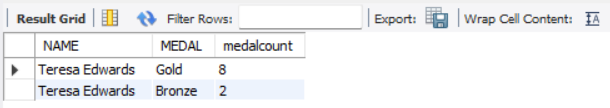 Result Grid Filter Rows: Export: Wrap Cell Content: IA
NAME MEDAL medalcount
Teresa Edwards Gold 8
Teresa Edwards Bronze 2